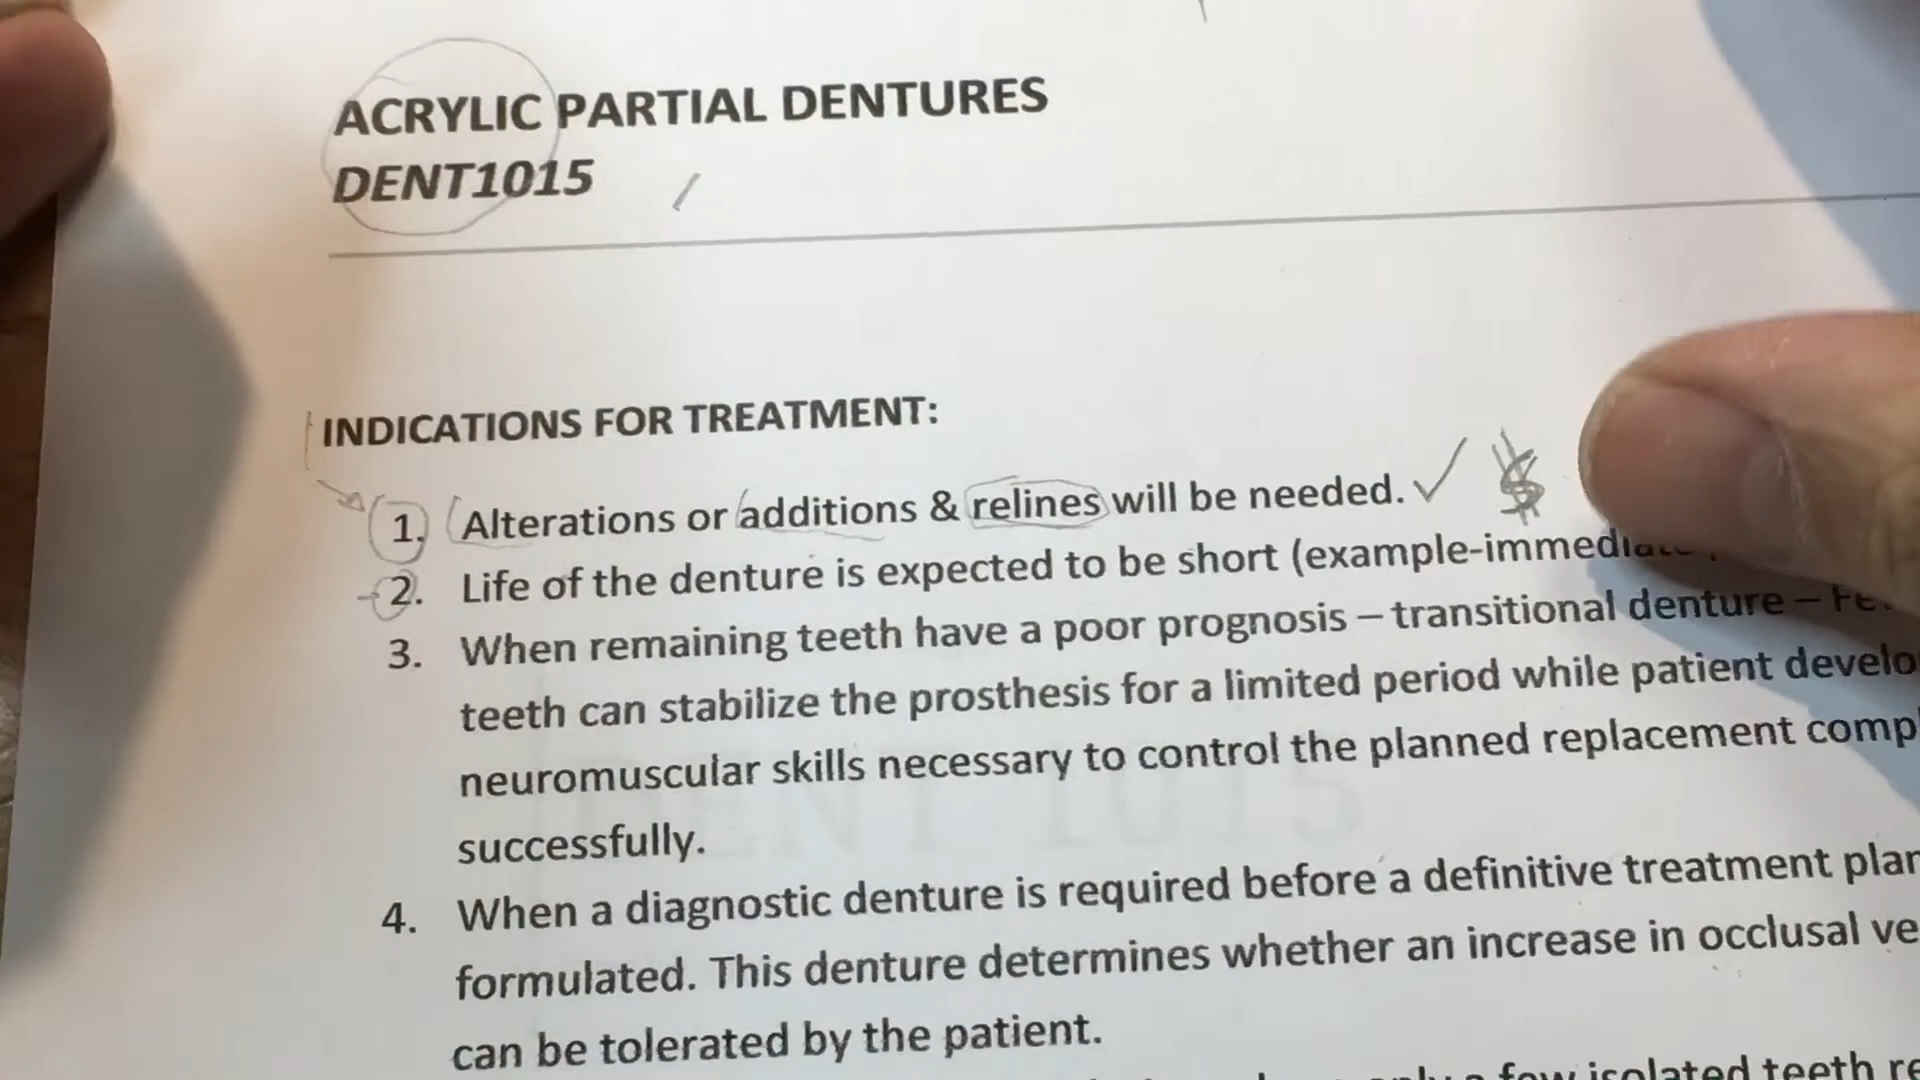 ACRYLIC PARTIAL DENTURES
DENT1015
INDICATIONS FOR TREATMENT:
1. Alterations or additions & relines will be needed. ✓ $
2. Life of the denture is expected to be short (example-immediate
3. When remaining teeth have a poor prognosis – transitional denture –
teeth can stabilize the prosthesis for a limited period while patient
neuromuscular skills necessary to control the planned replacement
successfully.
4. When a diagnostic denture is required before a definitive treatment
formulated. This denture determines whether an increase in occlusal
can be tolerated by the patient.
few isolated teeth